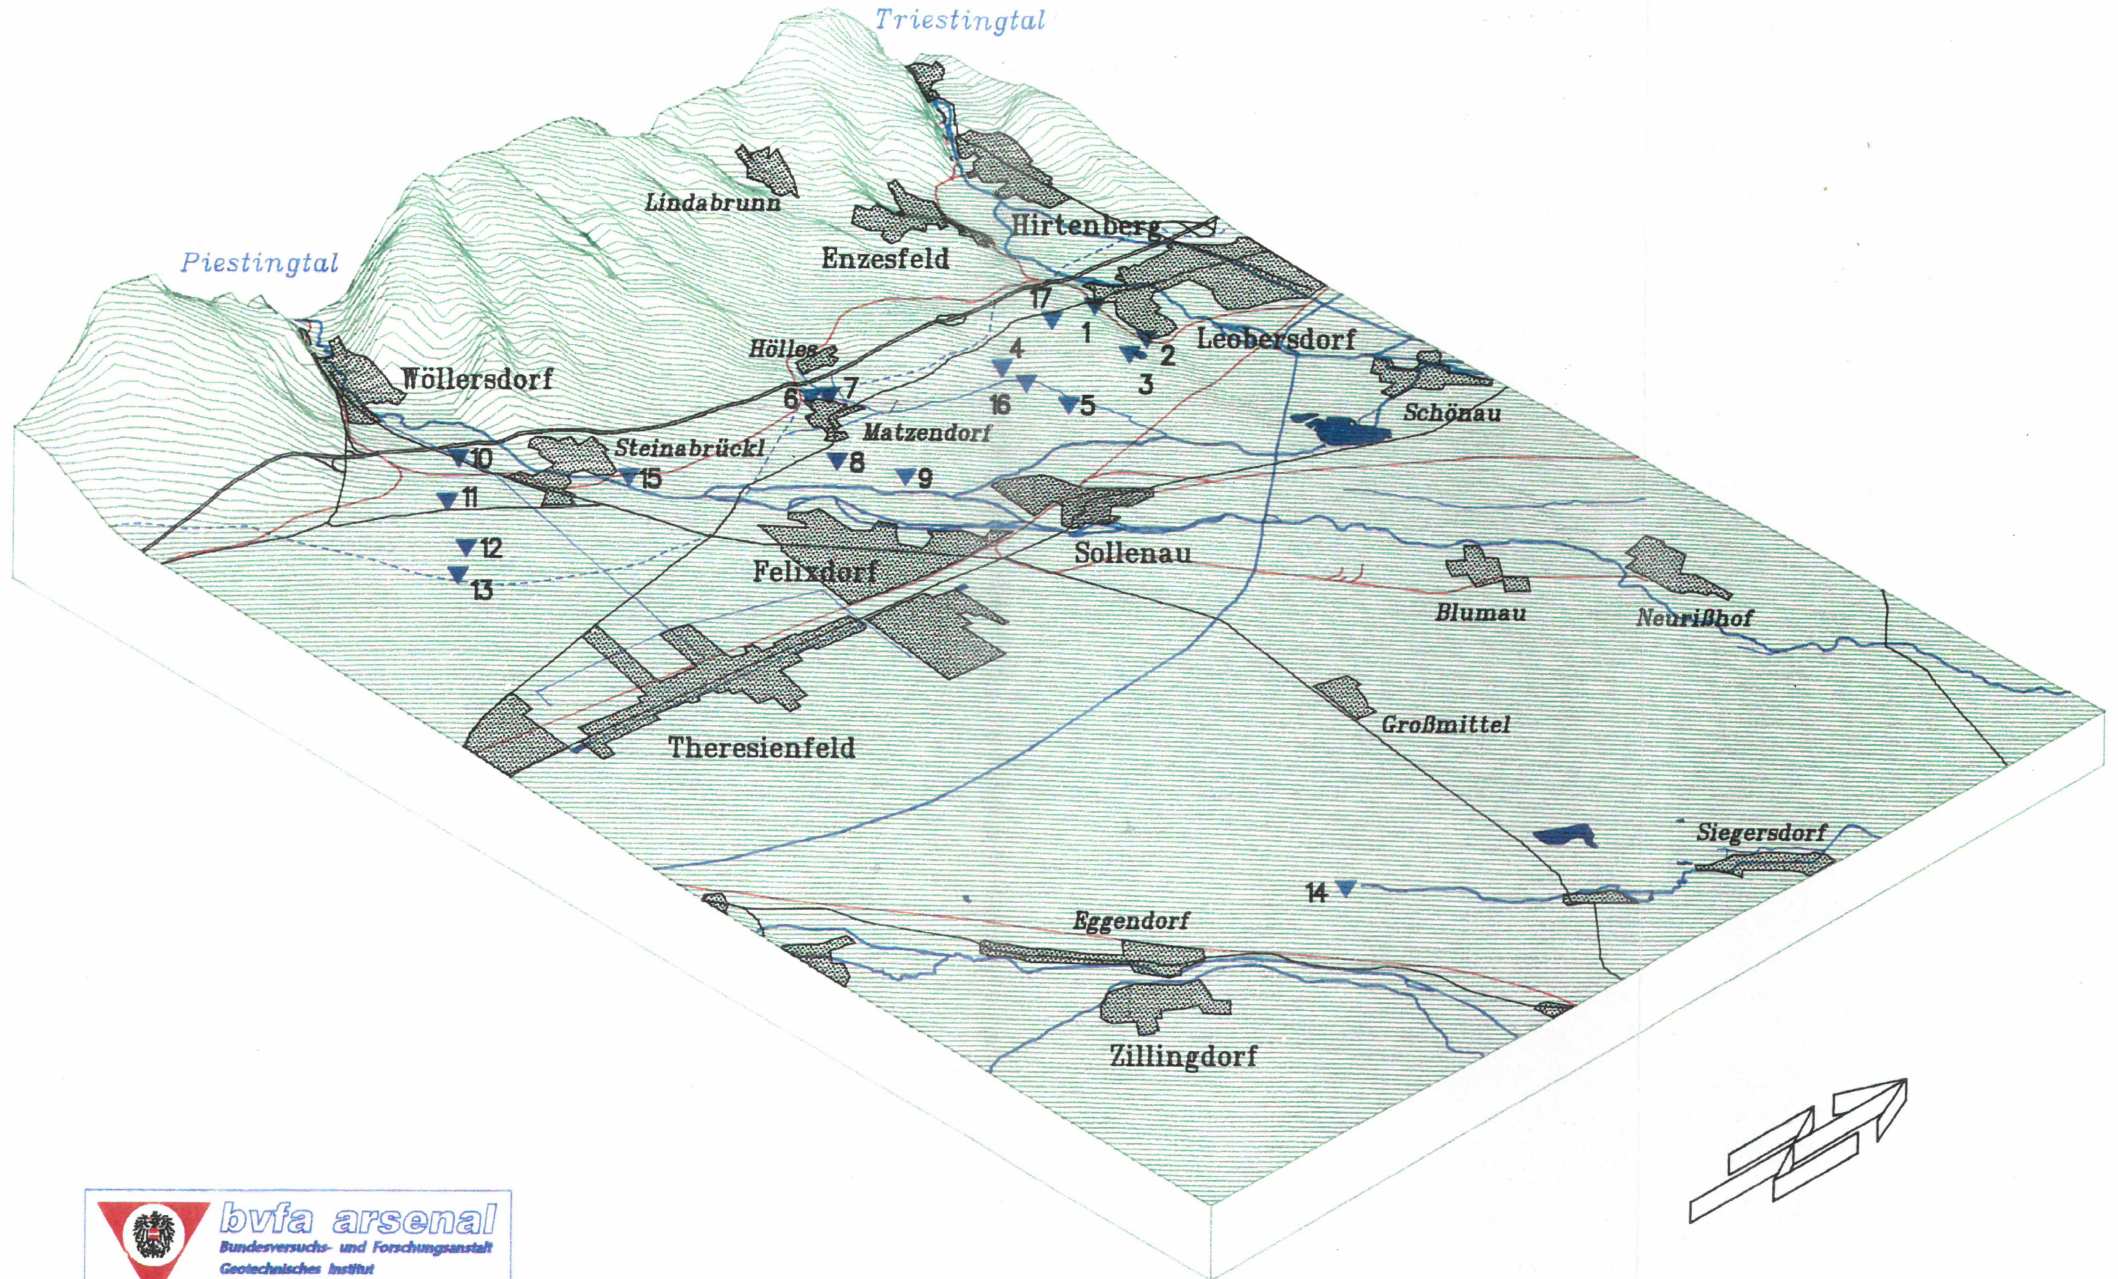 Triestingtal
Lindabrunn
Hirtenberg
Enzesfeld
Piestingtal
17
1
2
Leobersdorf
Hölles
4
3
Wöllersdorf
6
7
16
5
Schönau
Matzendorf
Steinabrückl
10
8
9
15
11
12
Sollenau
13
Felixdorf
Blumau
Neurißhof
Großmittel
Theresienfeld
Siegersdorf
14
Eggendorf
Zillingdorf
bvfa arsenal
Bundesversuchs- und Forschungsanstalt
Geotechnisches Institut